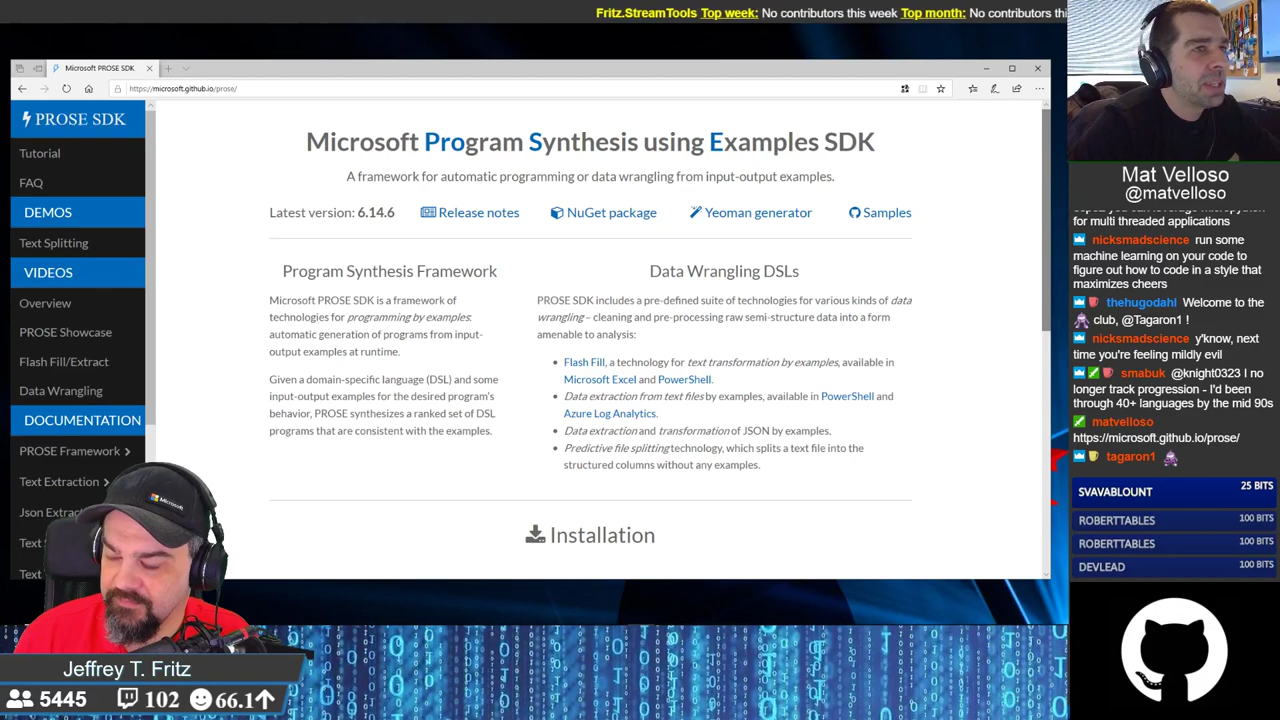 Fritz.StreamTools Top week: No contributors this week Top month: No contributors thi
Microsoft PROSE SDK
https://microsoft.github.io/prose/
PROSE SDK
Tutorial
FAQ
DEMOS
Text Splitting
VIDEOS
Overview
PROSE Showcase
Flash Fill/Extract
Data Wrangling
DOCUMENTATION
PROSE Framework
Text Extraction
Json Extrac
Text
Text
Microsoft Program Synthesis using Examples SDK
A framework for automatic programming or data wrangling from input-output examples.
Latest version: 6.14.6
Release notes
NuGet package
Yeoman generator
Samples
Program Synthesis Framework
Microsoft PROSE SDK is a framework of
technologies for programming by examples:
automatic generation of programs from input-
output examples at runtime.
Given a domain-specific language (DSL) and some
input-output examples for the desired program's
behavior, PROSE synthesizes a ranked set of DSL
programs that are consistent with the examples.
Data Wrangling DSLs
PROSE SDK includes a pre-defined suite of technologies for various kinds of data
wrangling – cleaning and pre-processing raw semi-structure data into a form
amenable to analysis:
Flash Fill, a technology for text transformation by examples, available in
Microsoft Excel and PowerShell.
Data extraction from text files by examples, available in PowerShell and
Azure Log Analytics.
Data extraction and transformation of JSON by examples.
Predictive file splitting technology, which splits a text file into the
structured columns without any examples.
Installation
Mat Velloso
@matvelloso
for multi threaded applications
nicksmadscience run some
machine learning on your code to
figure out how to code in a style that
maximizes cheers
thehugodahl Welcome to the
club, @Tagaron1 !
nicksmadscience y'know, next
time you're feeling mildly evil
smabuk @knight0323 I no
longer track progression - I'd been
through 40+ languages by the mid 90s
matvelloso
https://microsoft.github.io/prose/
tagaron1
SVAVABLOUNT 25 BITS
ROBERTTABLES 100 BITS
ROBERTTABLES 100 BITS
DEVLEAD 100 BITS
Microsoft
Jeffrey T. Fritz
5445 102 66.1